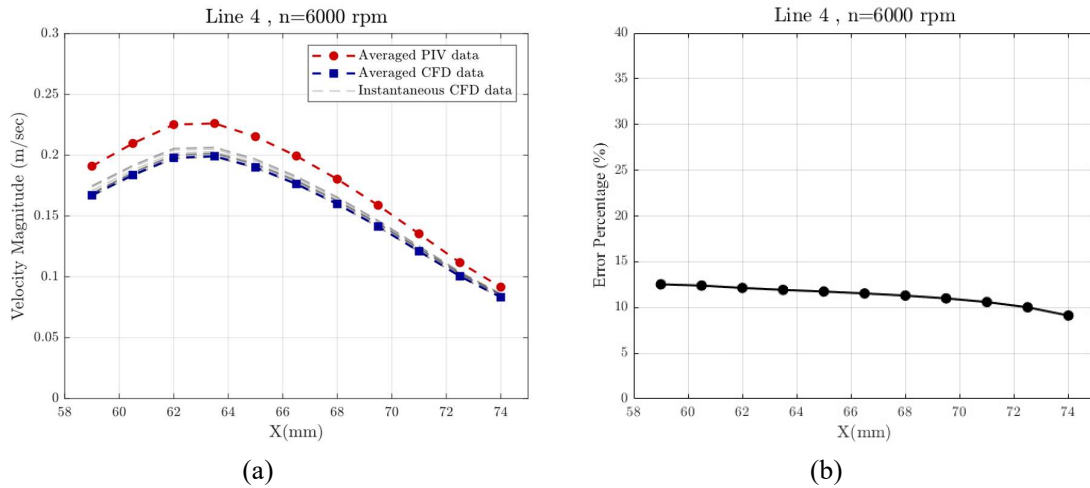 Line 4 , n=6000 rpm
Velocity Magnitude (m/sec)
0.3
0.25
0.2
0.15
0.1
0.05
0
Averaged PIV data
Averaged CFD data
Instantaneous CFD data
58 60 62 64 66 68 70 72 74
X(mm)
(a)
Line 4 , n=6000 rpm
Error Percentage (%)
40
35
30
25
20
15
10
5
0
58 60 62 64 66 68 70 72 74
X(mm)
(b)